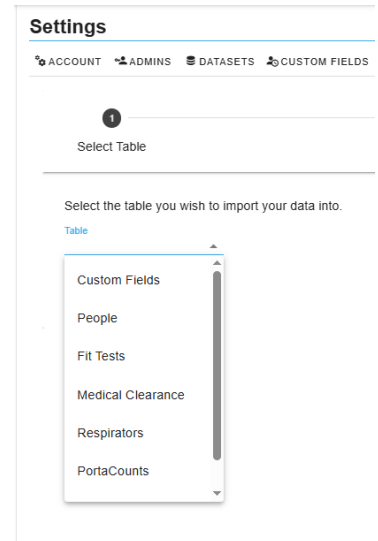 Settings
ACCOUNT ADMINS DATASETS CUSTOM FIELDS
1
Select Table
Select the table you wish to import your data into.
Table
Custom Fields
People
Fit Tests
Medical Clearance
Respirators
PortaCounts